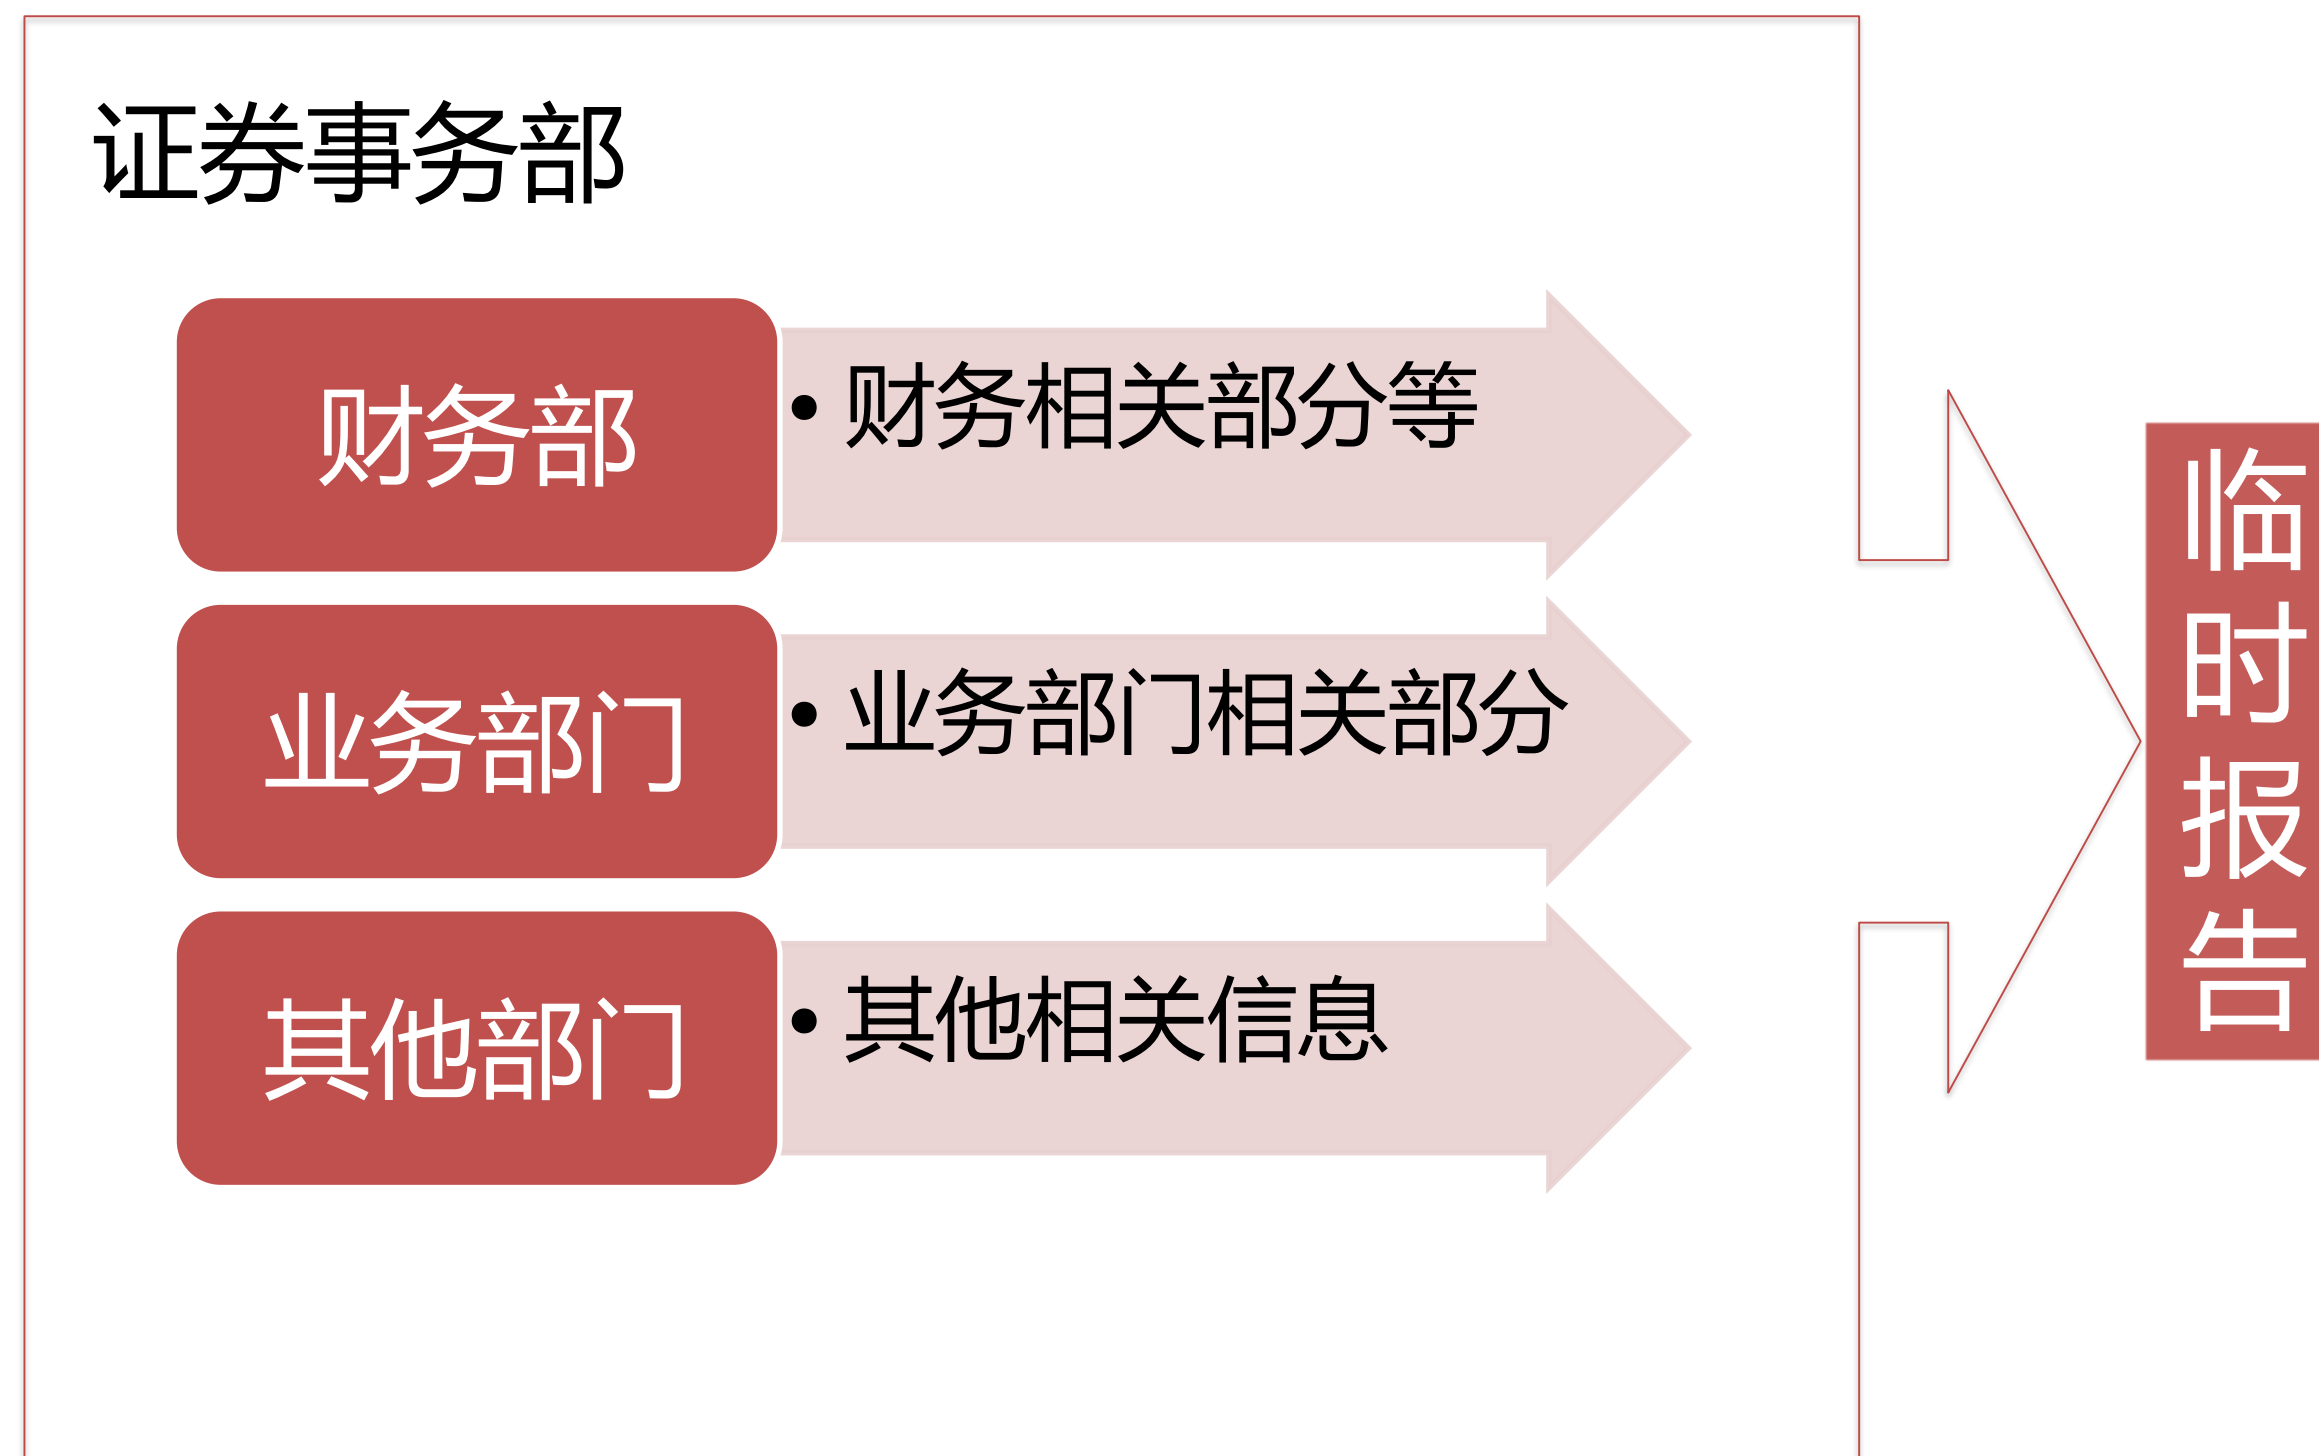 证券事务部
财务部
• 财务相关部分等
业务部门
• 业务部门相关部分
其他部门
• 其他相关信息
临时报告